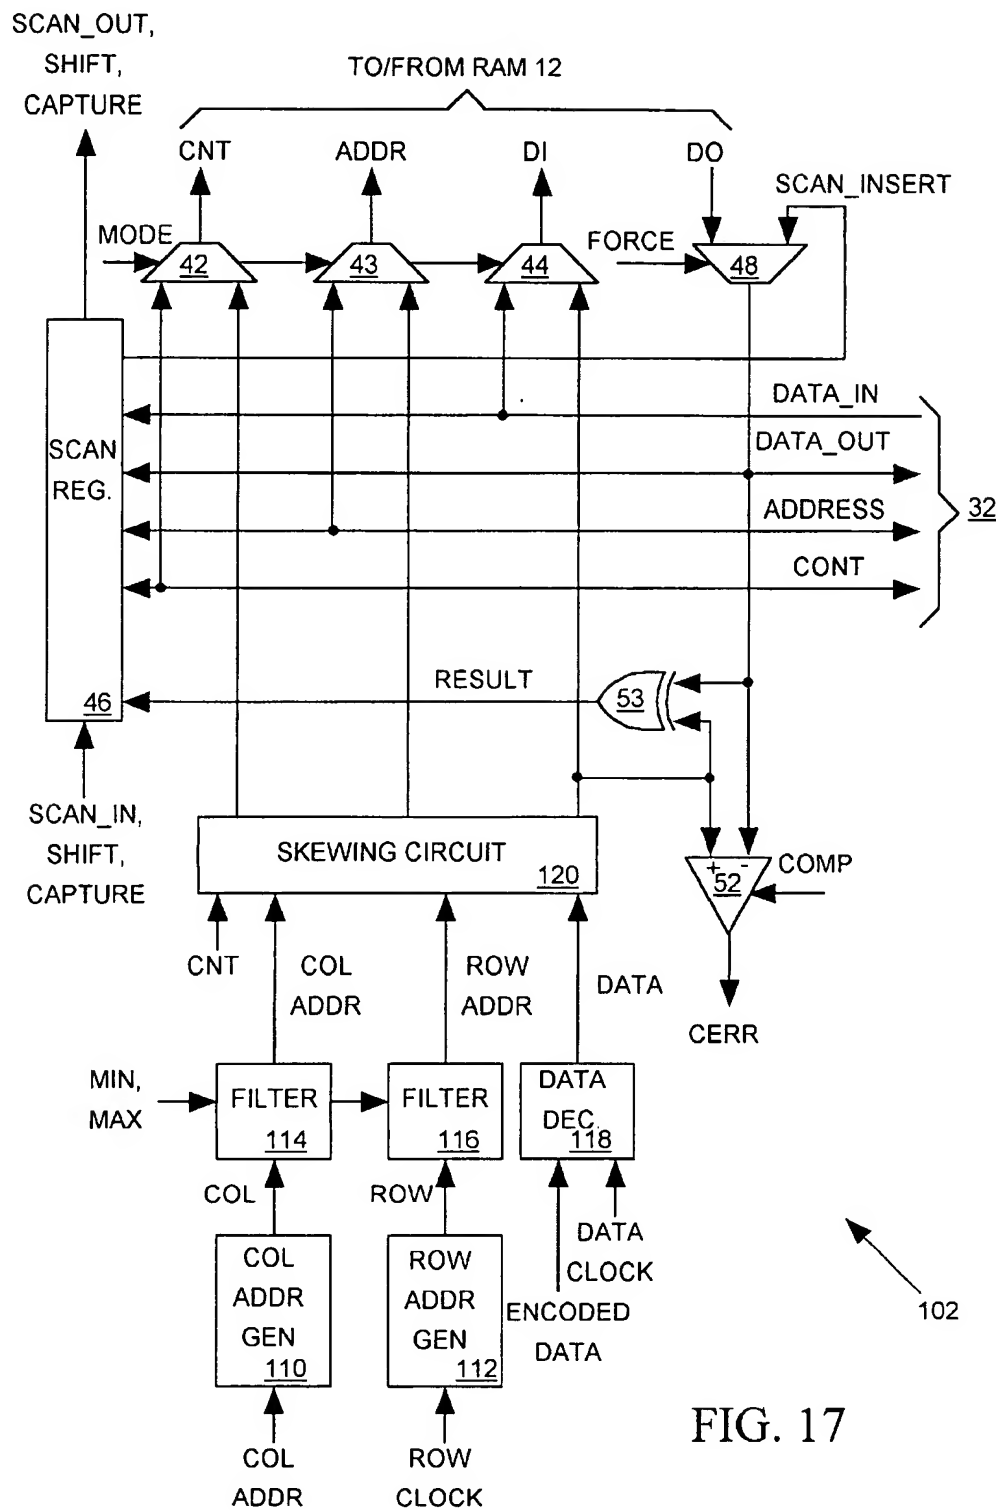 SCAN_OUT,
SHIFT,
CAPTURE
TO/FROM RAM 12
CNT
ADDR
DI
DO
SCAN_INSERT
MODE
42
43
44
FORCE
48
DATA_IN
SCAN
REG.
DATA_OUT
ADDRESS
32
CONT
RESULT
53
46
SCAN_IN,
SHIFT,
CAPTURE
SKEWING CIRCUIT
120
+ -
52
COMP
CNT
COL
ADDR
ROW
ADDR
DATA
CERR
MIN,
MAX
FILTER
114
FILTER
116
DATA
DEC.
118
COL
ROW
COL
ADDR
GEN
110
ROW
ADDR
GEN
112
DATA
CLOCK
ENCODED
DATA
102
COL
ADDR
ROW
CLOCK
FIG. 17